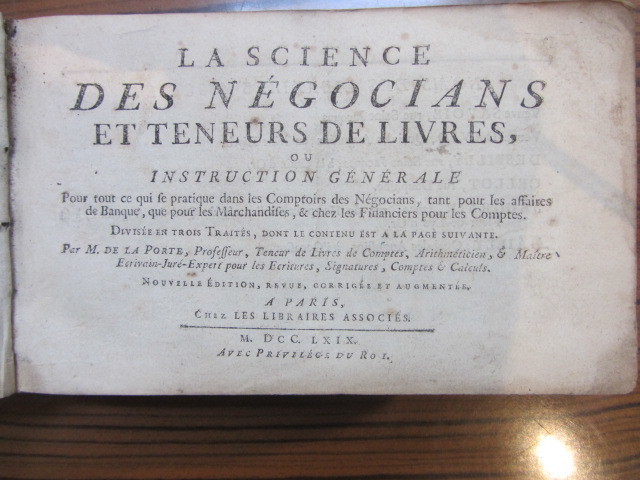 LA SCIENCE
DES NÉGOCIANS
ET TENEURS DE LIVRES,
OU
INSTRUCTION GÉNÉRALE
Pour tout ce qui se pratique dans les Comptoirs des Négocians, tant pour les affaires
de Banque, que pour les Marchandises, & chez les Financiers pour les Comptes.
DIVISÉE EN TROIS TRAITÉS, DONT LE CONTENU EST A LA PAGE SUIVANTE.
Par M. DE LA PORTE, Professeur, Teneur de Livres de Comptes, Arithméticien, & Maître
Ecrivain-Juré-Expert pour les Ecritures, Signatures, Comptes & Calculs.
NOUVELLE ÉDITION, REVUE, CORRIGÉE ET AUGMENTÉE.
A PARIS,
CHEZ LES LIBRAIRES ASSOCIÉS.
M. DCC. LXIX.
AVEC PRIVILÉGE DU ROI.